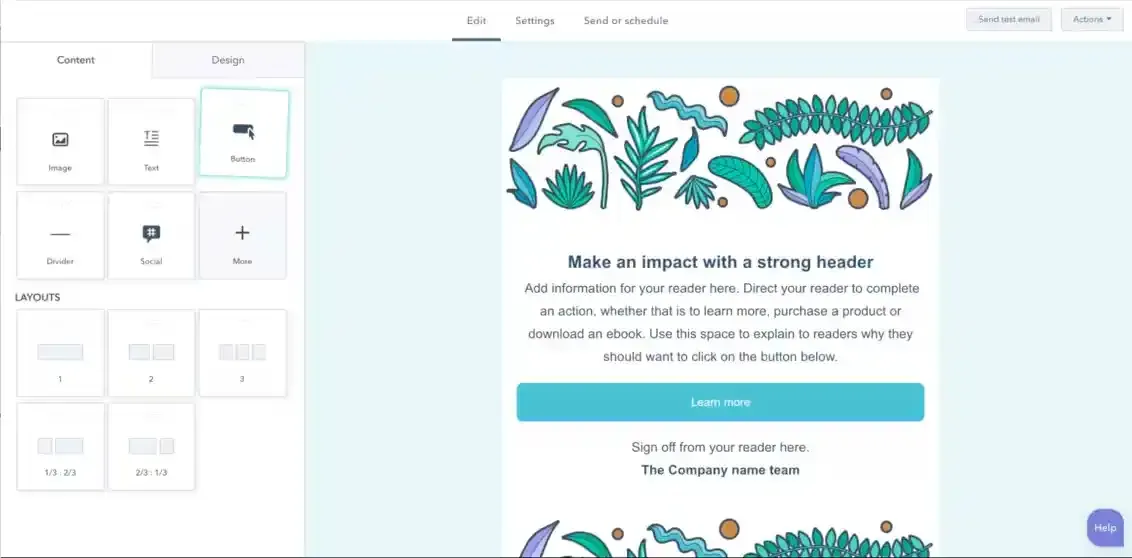 Edit Settings Send or schedule Send test email Actions
Content Design
Image Text Button
Divider Social More
LAYOUTS
1 2 3
1/3 : 2/3 2/3 : 1/3
Make an impact with a strong header
Add information for your reader here. Direct your reader to complete
an action, whether that is to learn more, purchase a product or
download an ebook. Use this space to explain to readers why they
should want to click on the button below.
Learn more
Sign off from your reader here.
The Company name team
Help